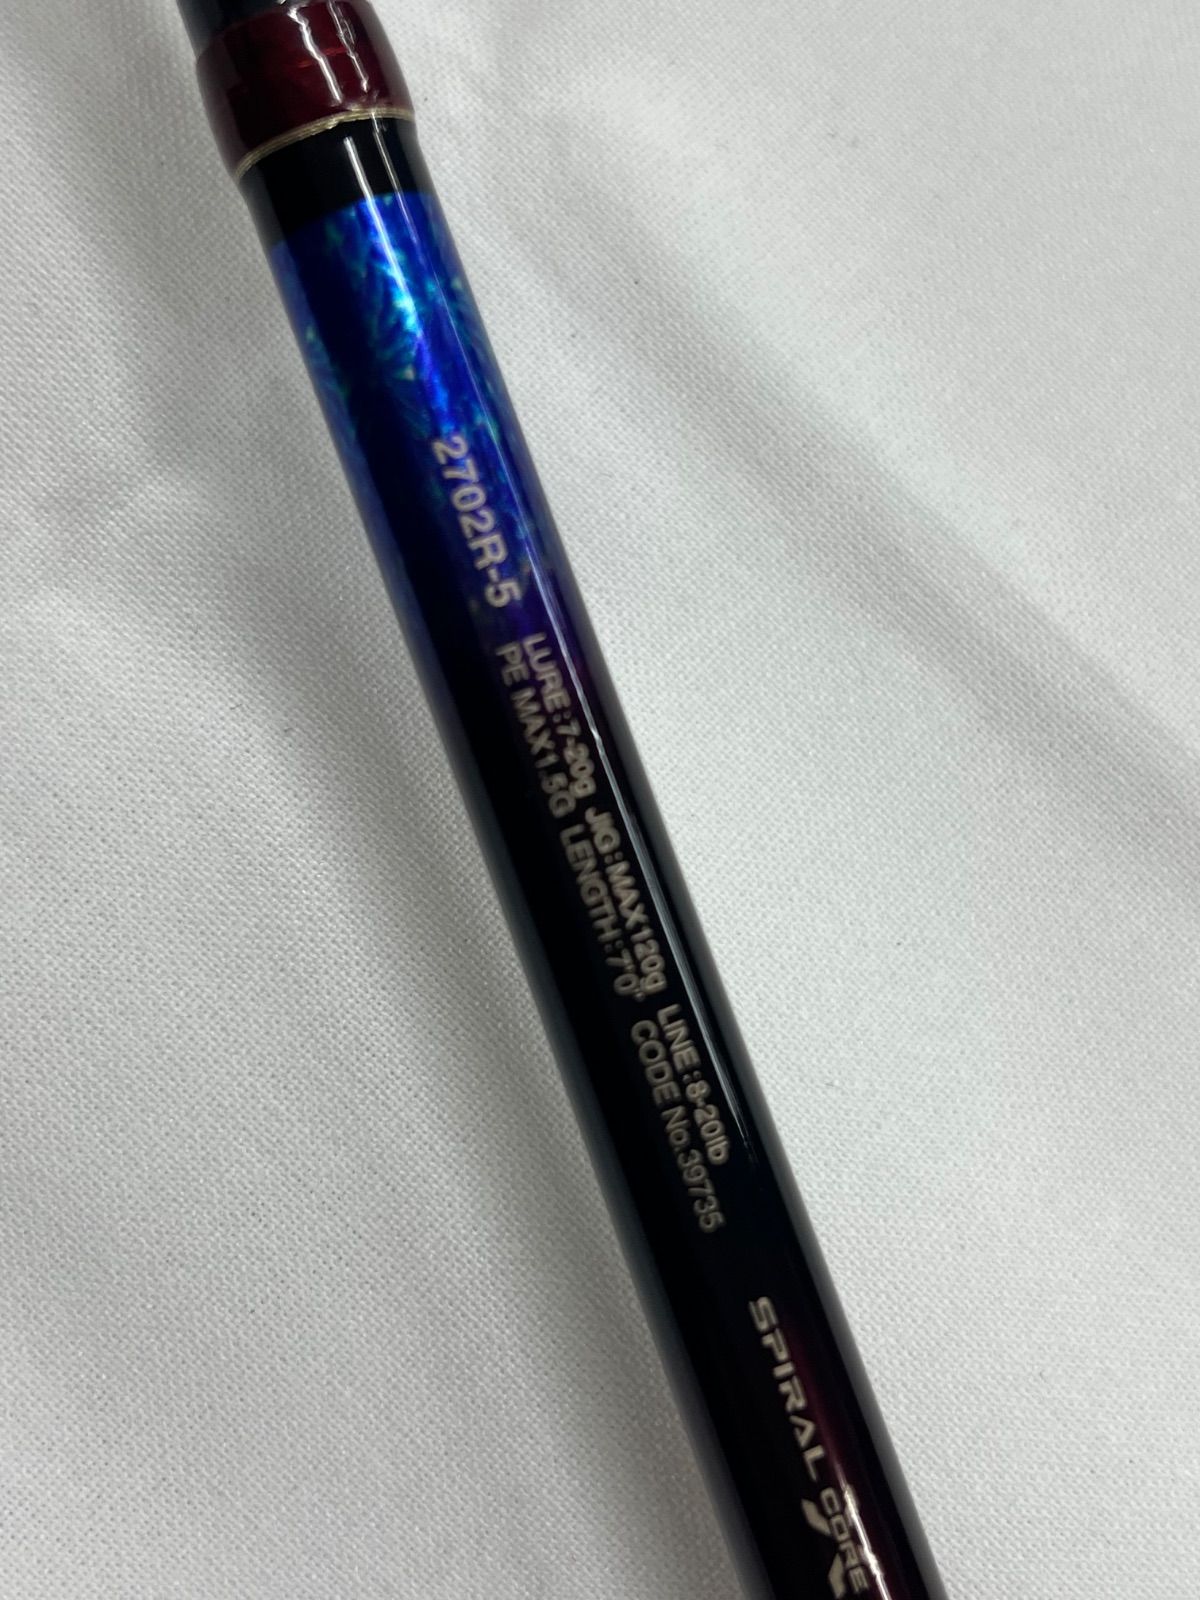 2702R-5
LURE:7-20g JIG:MAX120g LINE:8-20lb
PE MAX1.5G LENGTH:7'0" CODE No.39735
SPIRAL CORE